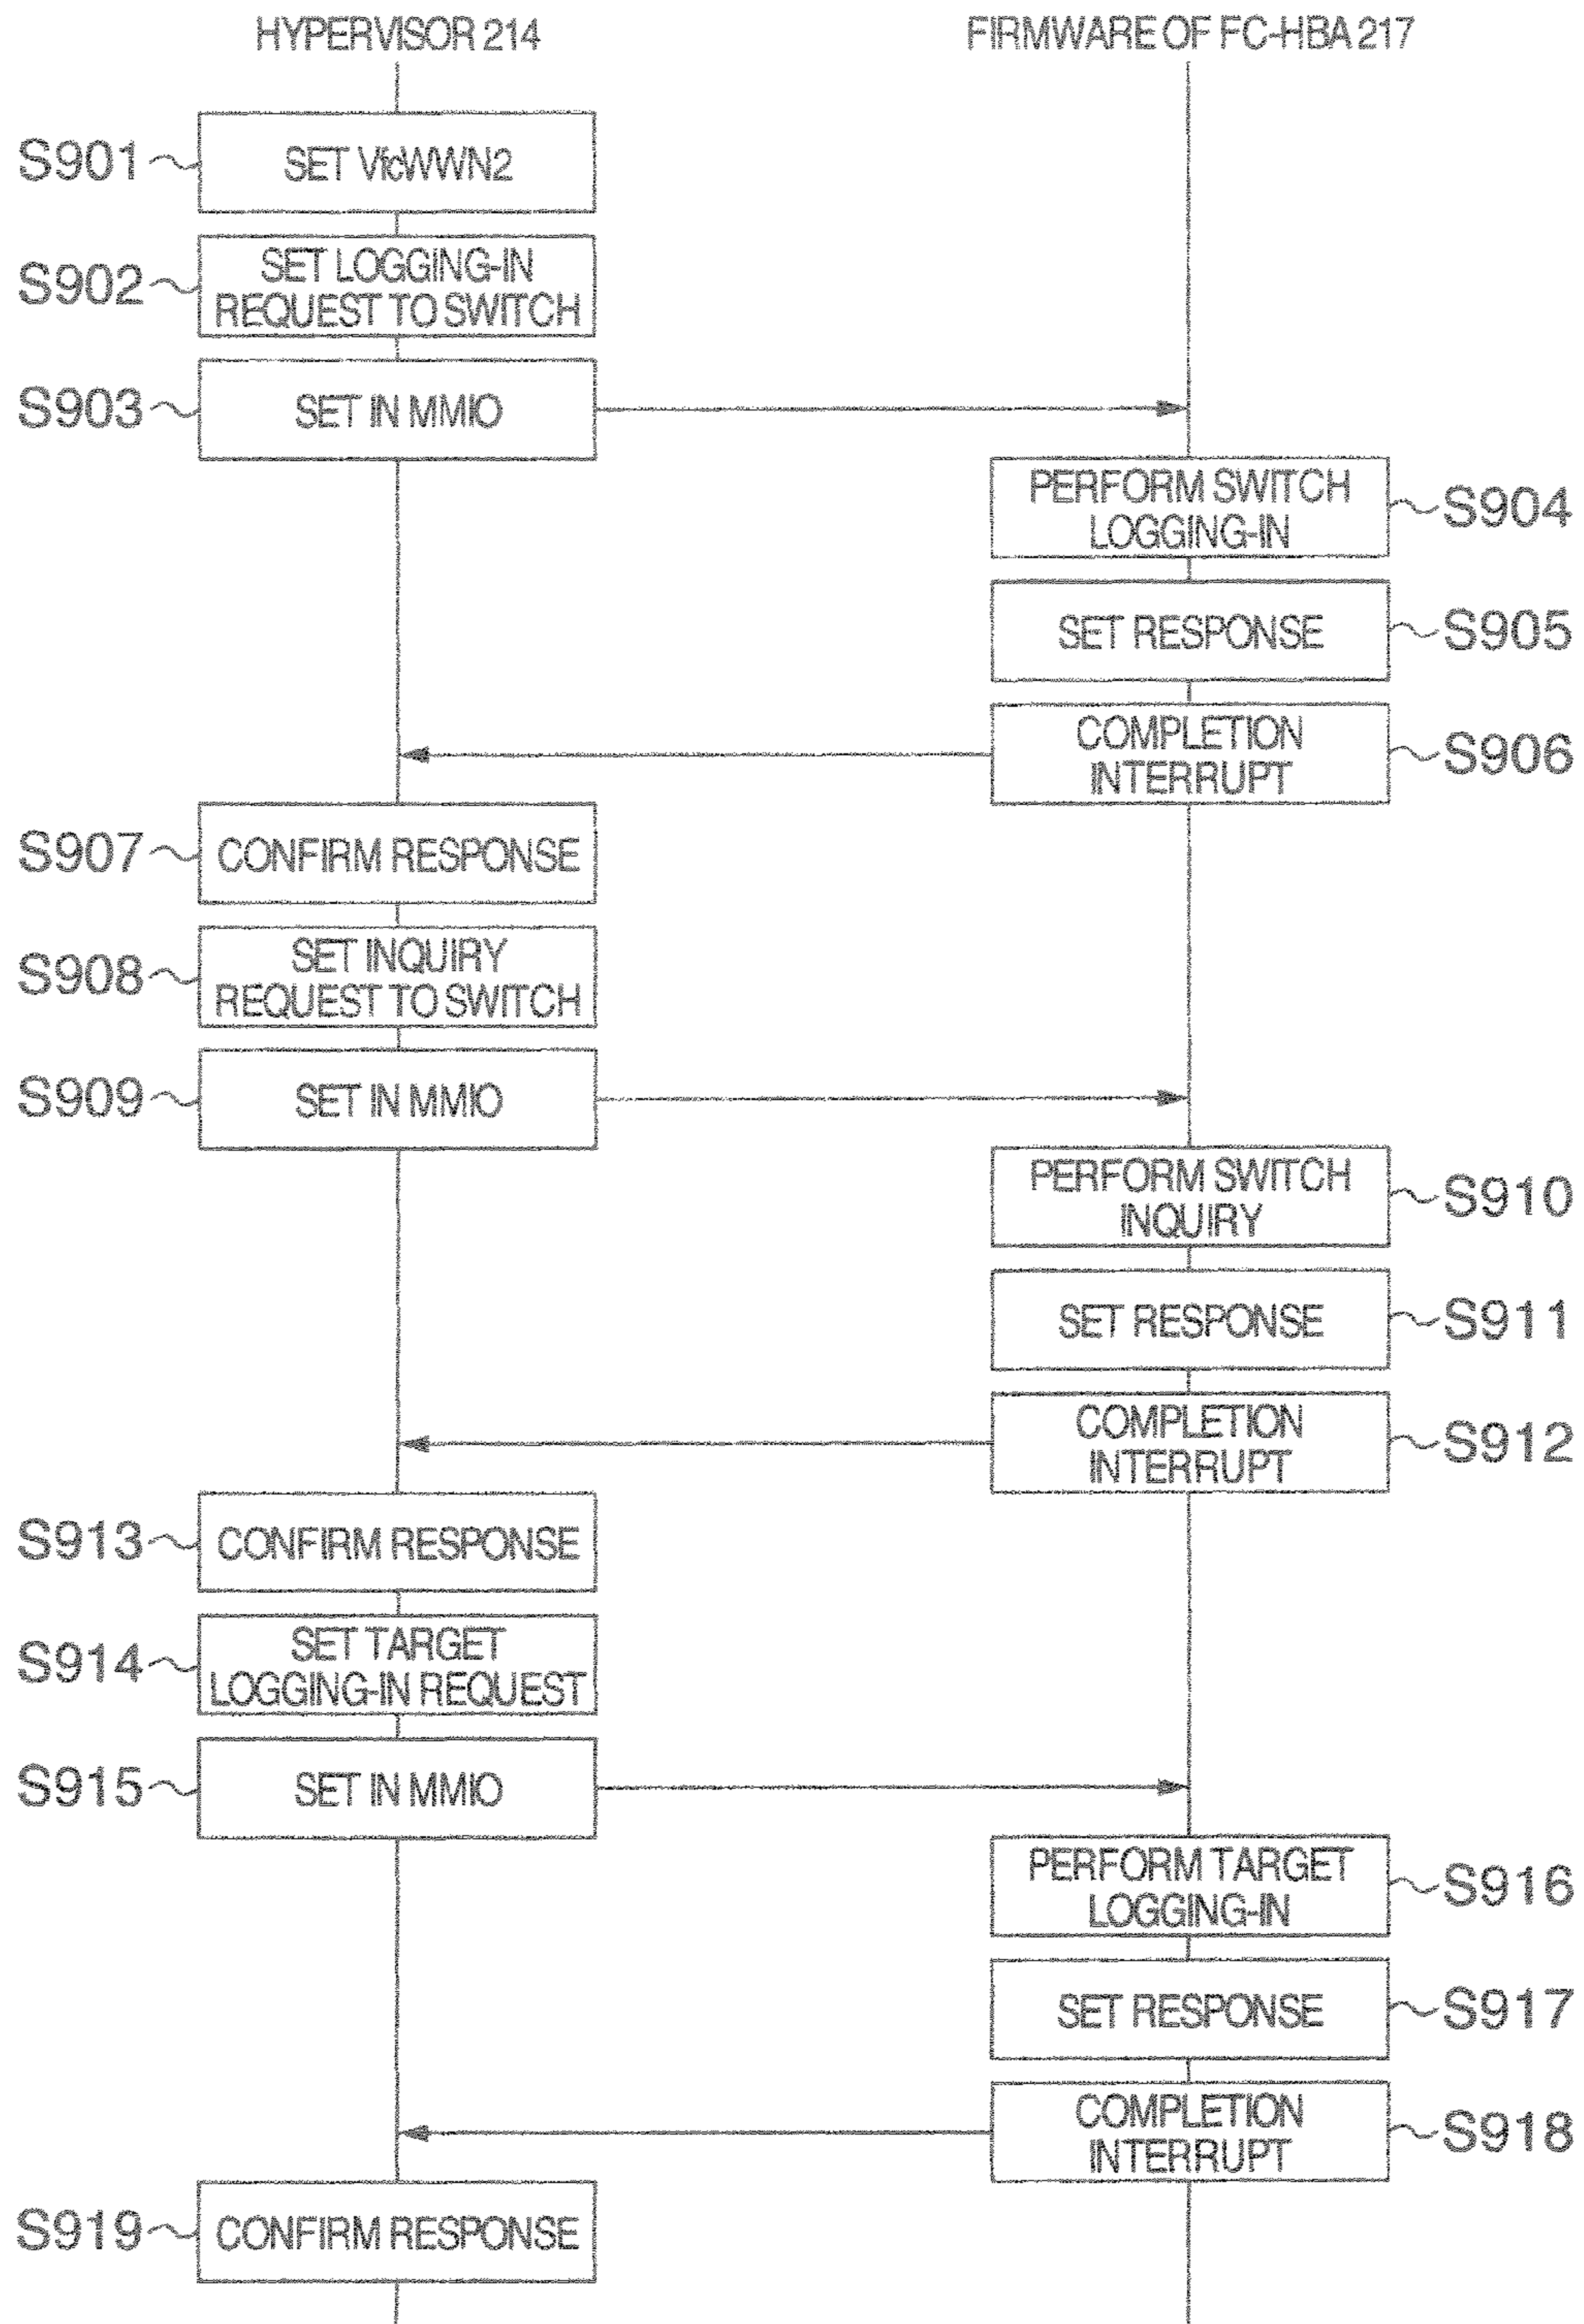 HYPERVISOR 214
FIRMWARE OF FC-HBA 217
S901
SET VfcWWN2
S902
SET LOGGING-IN
REQUEST TO SWITCH
S903
SET IN MMIO
PERFORM SWITCH
LOGGING-IN
S904
SET RESPONSE
S905
COMPLETION
INTERRUPT
S906
S907
CONFIRM RESPONSE
S908
SET INQUIRY
REQUEST TO SWITCH
S909
SET IN MMIO
PERFORM SWITCH
INQUIRY
S910
SET RESPONSE
S911
COMPLETION
INTERRUPT
S912
S913
CONFIRM RESPONSE
S914
SET TARGET
LOGGING-IN REQUEST
S915
SET IN MMIO
PERFORM TARGET
LOGGING-IN
S916
SET RESPONSE
S917
COMPLETION
INTERRUPT
S918
S919
CONFIRM RESPONSE